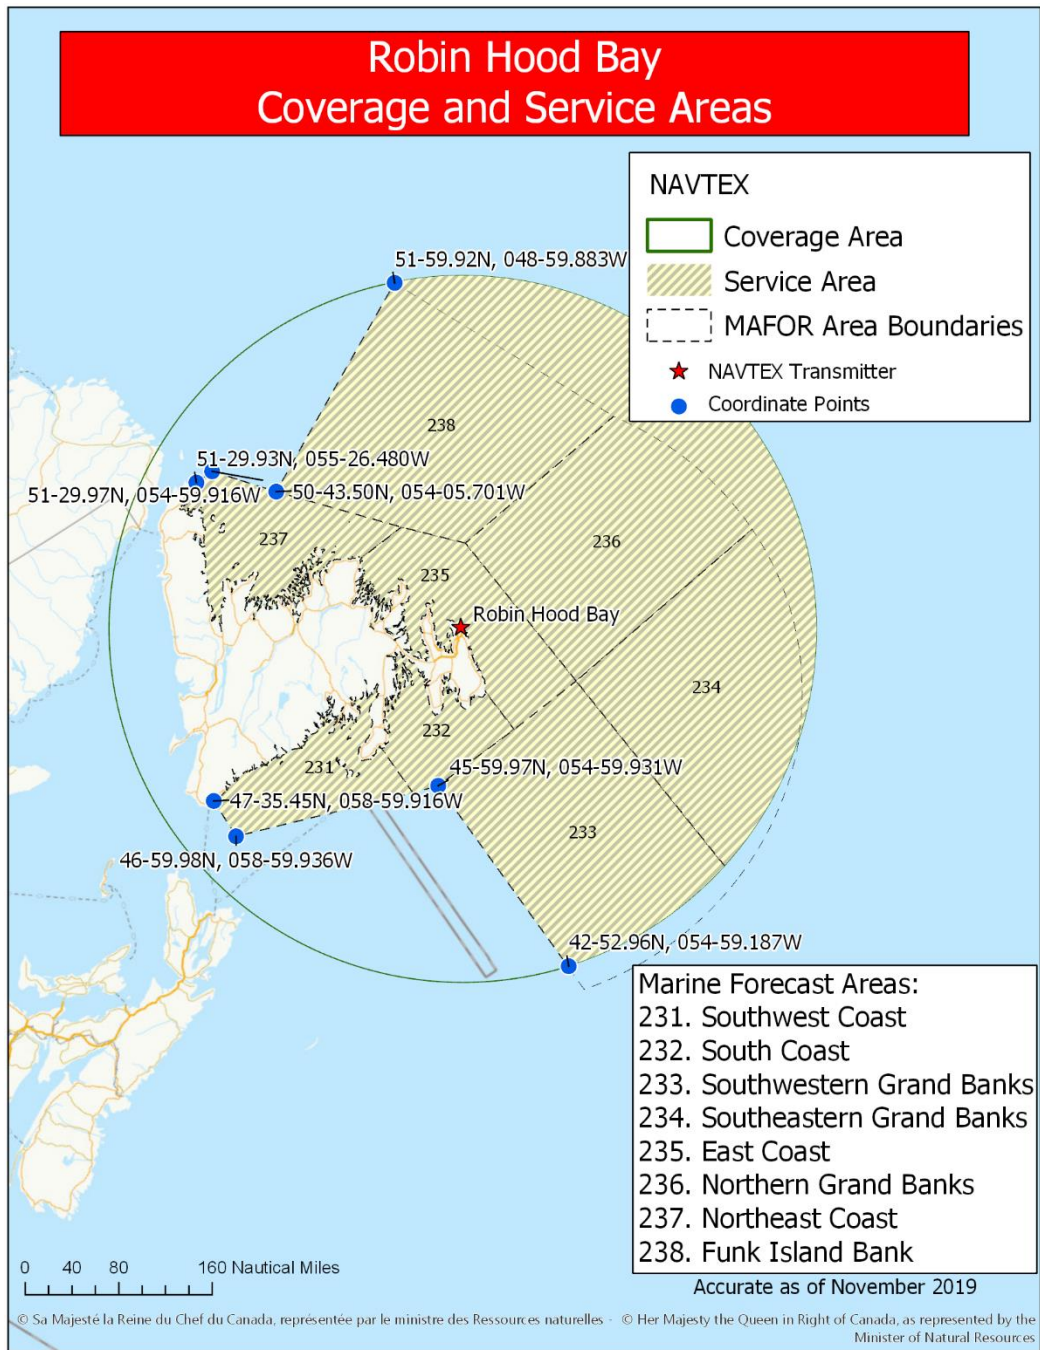 Robin Hood Bay
Coverage and Service Areas
NAVTEX
Coverage Area
Service Area
MAFOR Area Boundaries
NAVTEX Transmitter
Coordinate Points
51-59.92N, 048-59.883W
238
51-29.93N, 055-26.480W
51-29.97N, 054-59.916W
50-43.50N, 054-05.701W
237
236
235
Robin Hood Bay
234
232
231
45-59.97N, 054-59.931W
47-35.45N, 058-59.916W
233
46-59.98N, 058-59.936W
42-52.96N, 054-59.187W
Marine Forecast Areas:
231. Southwest Coast
232. South Coast
233. Southwestern Grand Banks
234. Southeastern Grand Banks
235. East Coast
236. Northern Grand Banks
237. Northeast Coast
238. Funk Island Bank
0 40 80 160 Nautical Miles
Accurate as of November 2019
© Sa Majesté la Reine du Chef du Canada, représentée par le ministre des Ressources naturelles - © Her Majesty the Queen in Right of Canada, as represented by the
Minister of Natural Resources